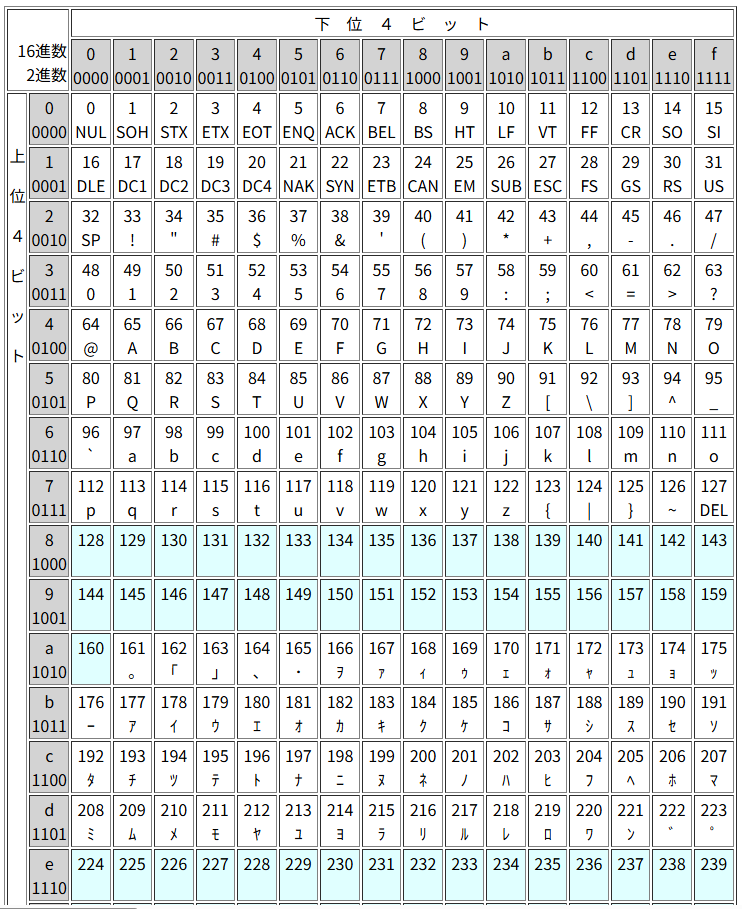 下 位 4 ビ ッ ト
16進数 0 1 2 3 4 5 6 7 8 9 a b c d e f
2進数 0000 0001 0010 0011 0100 0101 0110 0111 1000 1001 1010 1011 1100 1101 1110 1111
上 位 4 ビ ッ ト
0 0 1 2 3 4 5 6 7 8 9 10 11 12 13 14 15
0000 NUL SOH STX ETX EOT ENQ ACK BEL BS HT LF VT FF CR SO SI
1 16 17 18 19 20 21 22 23 24 25 26 27 28 29 30 31
0001 DLE DC1 DC2 DC3 DC4 NAK SYN ETB CAN EM SUB ESC FS GS RS US
2 32 33 34 35 36 37 38 39 40 41 42 43 44 45 46 47
0010 SP ! " # $ % & ' ( ) * + , - . /
3 48 49 50 51 52 53 54 55 56 57 58 59 60 61 62 63
0011 0 1 2 3 4 5 6 7 8 9 : ; < = > ?
4 64 65 66 67 68 69 70 71 72 73 74 75 76 77 78 79
0100 @ A B C D E F G H I J K L M N O
5 80 81 82 83 84 85 86 87 88 89 90 91 92 93 94 95
0101 P Q R S T U V W X Y Z [ \ ] ^ _
6 96 97 98 99 100 101 102 103 104 105 106 107 108 109 110 111
0110 ` a b c d e f g h i j k l m n o
7 112 113 114 115 116 117 118 119 120 121 122 123 124 125 126 127
0111 p q r s t u v w x y z { | } ~ DEL
8 128 129 130 131 132 133 134 135 136 137 138 139 140 141 142 143
1000
9 144 145 146 147 148 149 150 151 152 153 154 155 156 157 158 159
1001
a 160 161 162 163 164 165 166 167 168 169 170 171 172 173 174 175
1010 ｡ ｢ ｣ ､ ･ ｦ ｧ ｨ ｩ ｪ ｫ ｬ ｭ ｮ ｯ
b 176 177 178 179 180 181 182 183 184 185 186 187 188 189 190 191
1011 ｰ ｱ ｲ ｳ ｴ ｵ ｶ ｷ ｸ ｹ ｺ ｻ ｼ ｽ ｾ ｿ
c 192 193 194 195 196 197 198 199 200 201 202 203 204 205 206 207
1100 ﾀ ﾁ ﾂ ﾃ ﾄ ﾅ ﾆ ﾇ ﾈ ﾉ ﾊ ﾋ ﾌ ﾍ ﾎ ﾏ
d 208 209 210 211 212 213 214 215 216 217 218 219 220 221 222 223
1101 ﾐ ﾑ ﾒ ﾓ ﾔ ﾕ ﾖ ﾗ ﾘ ﾙ ﾚ ﾛ ﾜ ﾝ ﾞ ﾟ
e 224 225 226 227 228 229 230 231 232 233 234 235 236 237 238 239
1110